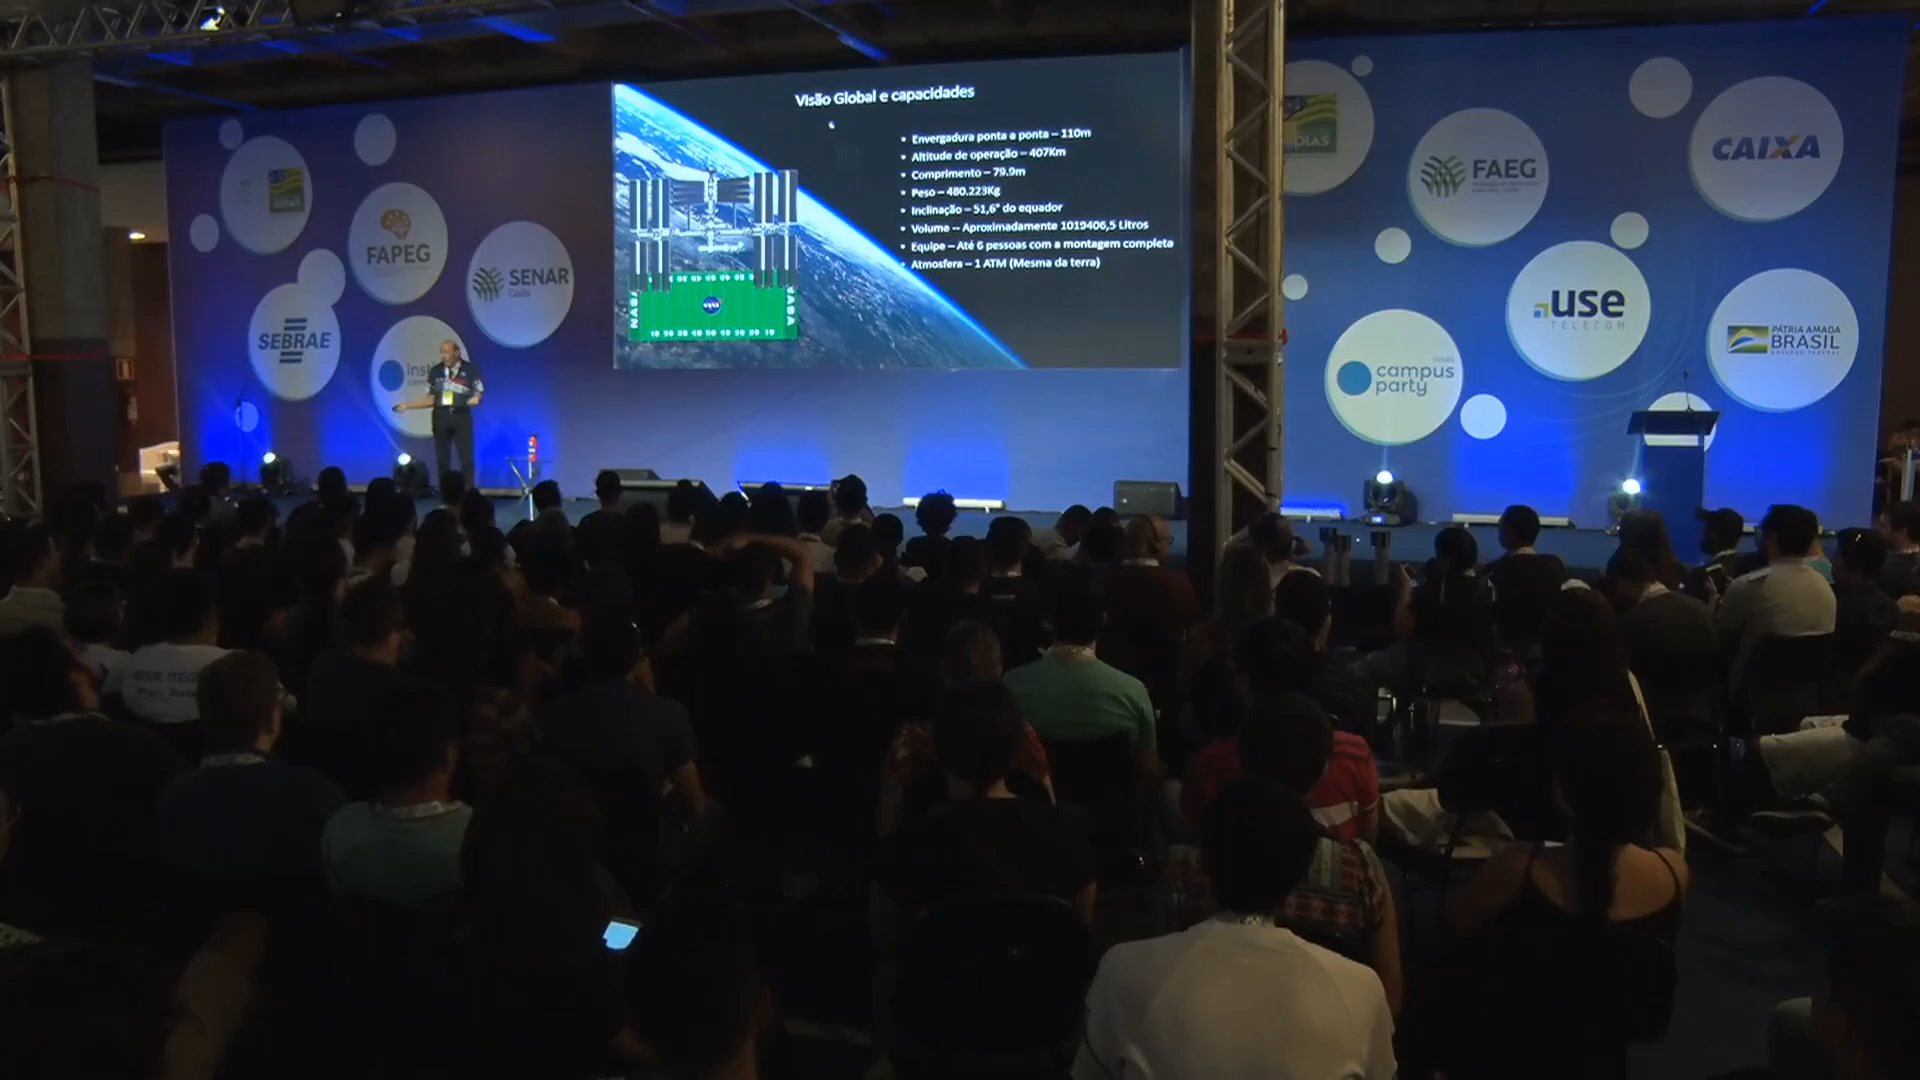 Visão Global e capacidades
• Envergadura ponta a ponta – 110m
• Altitude de operação – 407Km
• Comprimento – 79.9m
• Peso – 480.223Kg
• Inclinação – 51,6° do equador
• Volume – Aproximadamente 1019406,5 Litros
• Equipe – Até 6 pessoas com a montagem completa
• Atmosfera – 1 ATM (Mesma da terra)
NASA
FAPEG
SENAR
Goiás
SEBRAE
DIAS
FAEG
CAIXA
USE
TELECOM
GOIÁS
campus
party
PÁTRIA AMADA
BRASIL